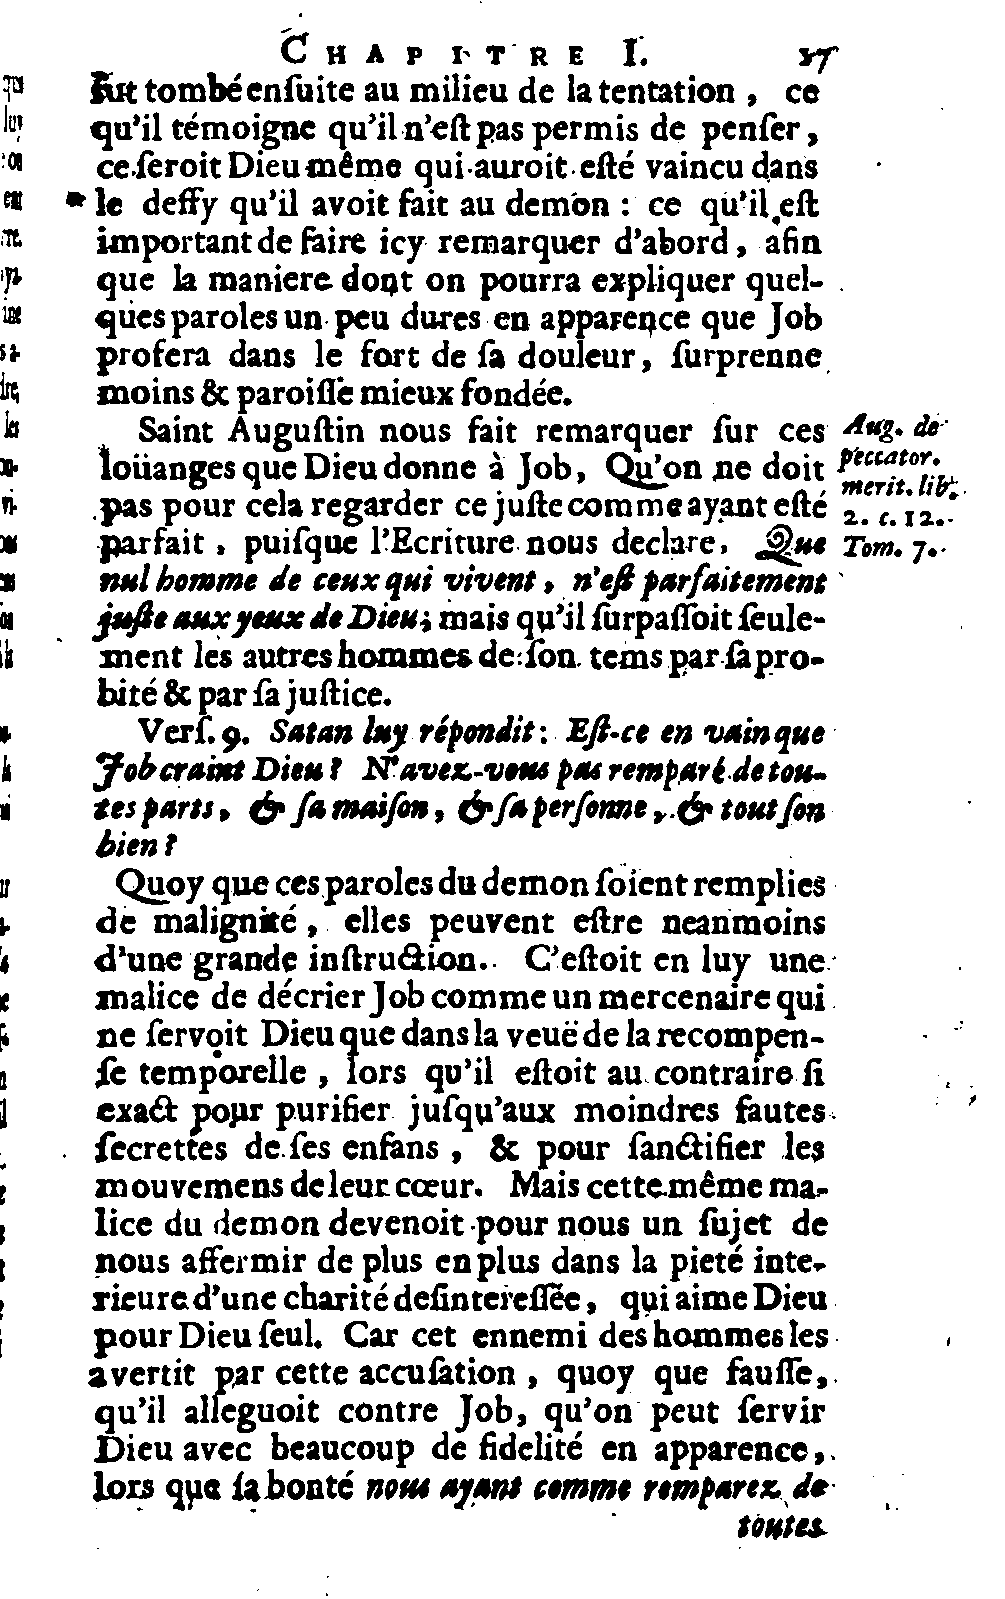 CHAPITRE I. 17
fut tombé ensuite au milieu de la tentation, ce
qu'il témoigne qu'il n'est pas permis de penser,
ce seroit Dieu même qui auroit esté vaincu dans
le deffy qu'il avoit fait au demon : ce qu'il est
important de faire icy remarquer d'abord, afin
que la maniere dont on pourra expliquer quel-
ques paroles un peu dures en apparence que Job
profera dans le fort de sa douleur, surprenne
moins & paroisse mieux fondée.
Saint Augustin nous fait remarquer sur ces
loüanges que Dieu donne à Job, Qu'on ne doit
pas pour cela regarder ce juste comme ayant esté
parfait, puisque l'Ecriture nous declare, Que
nul homme de ceux qui vivent, n'est parfaitement
juste aux yeux de Dieu; mais qu'il surpassoit seule-
ment les autres hommes de son tems par sa pro-
bité & par sa justice.
Aug. de
peccator.
merit. lib.
2. c. 12.
Tom. 7.
Vers. 9. Satan luy répondit : Est-ce en vain que
Job craint Dieu ? N'avez-vous pas remparé de tou-
tes parts, & sa maison, & sa personne, & tout son
bien ?
Quoy que ces paroles du demon soient remplies
de malignité, elles peuvent estre neanmoins
d'une grande instruction. C'estoit en luy une
malice de décrier Job comme un mercenaire qui
ne servoit Dieu que dans la veuë de la recompen-
se temporelle, lors qu'il estoit au contraire si
exact pour purifier jusqu'aux moindres fautes
secrettes de ses enfans, & pour sanctifier les
mouvemens de leur cœur. Mais cette même ma-
lice du demon devenoit pour nous un sujet de
nous affermir de plus en plus dans la pieté inte-
rieure d'une charité desinteressée, qui aime Dieu
pour Dieu seul. Car cet ennemi des hommes les
avertit par cette accusation, quoy que fausse,
qu'il alleguoit contre Job, qu'on peut servir
Dieu avec beaucoup de fidelité en apparence,
lors que sa bonté nous ayant comme remparez de
toutes